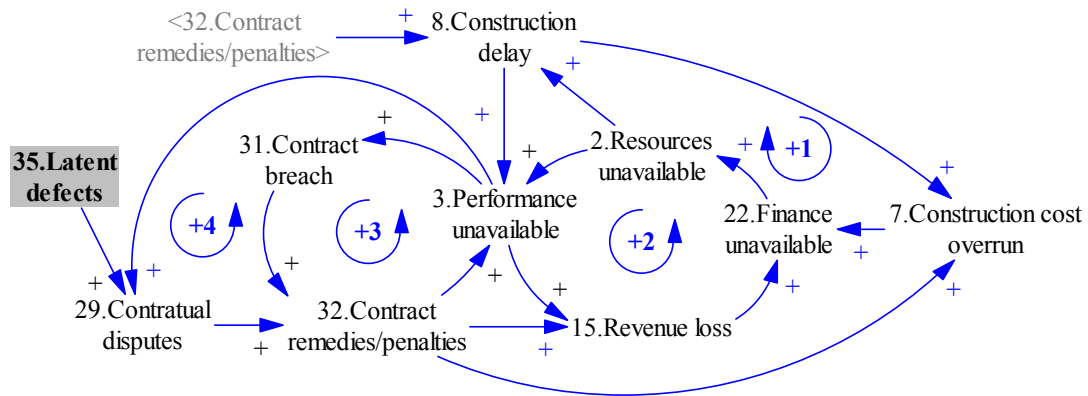 <32.Contract
remedies/penalties>
+
8.Construction
delay
+
+
+
31.Contract
breach
+
2.Resources
unavailable
+
+1
35.Latent
defects
+4
+3
3.Performance
unavailable
+2
22.Finance
unavailable
+
7.Construction cost
overrun
+
+
+
+
+
+
+
+
29.Contratual
disputes
+
32.Contract
remedies/penalties
+
15.Revenue loss